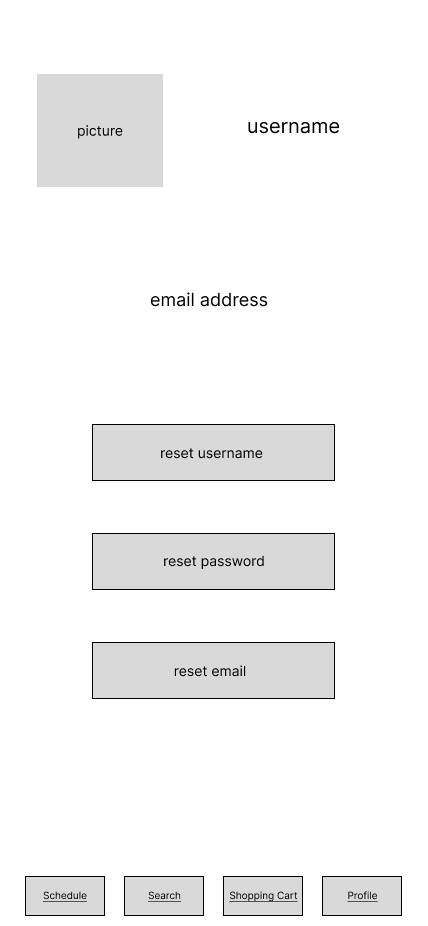 picture
username
email address
reset username
reset password
reset email
Schedule
Search
Shopping Cart
Profile